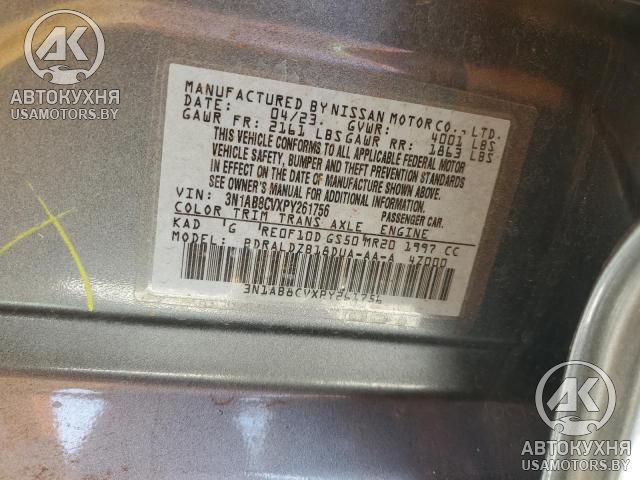 AK
АВТОКУХНЯ
USAMOTORS.BY
MANUFACTURED BY NISSAN MOTOR CO., LTD.
DATE: 04/23. GVWR: 4001 LBS
GAWR FR: 2161 LBS GAWR RR: 1863 LBS
THIS VEHICLE CONFORMS TO ALL APPLICABLE FEDERAL MOTOR
VEHICLE SAFETY, BUMPER AND THEFT PREVENTION STANDARDS
IN EFFECT ON THE DATE OF MANUFACTURE SHOWN ABOVE.
SEE OWNER'S MANUAL FOR ADDITIONAL INFORMATION.
VIN: 3N1AB8CVXPY261756 PASSENGER CAR.
COLOR TRIM TRANS AXLE ENGINE
KAD G RE0F10D GS50 MR20 1997 CC
MODEL: BDRALDZB18DUA-AA-A 47000
3N1AB8CVXPY261756
AK
АВТОКУХНЯ
USAMOTORS.BY